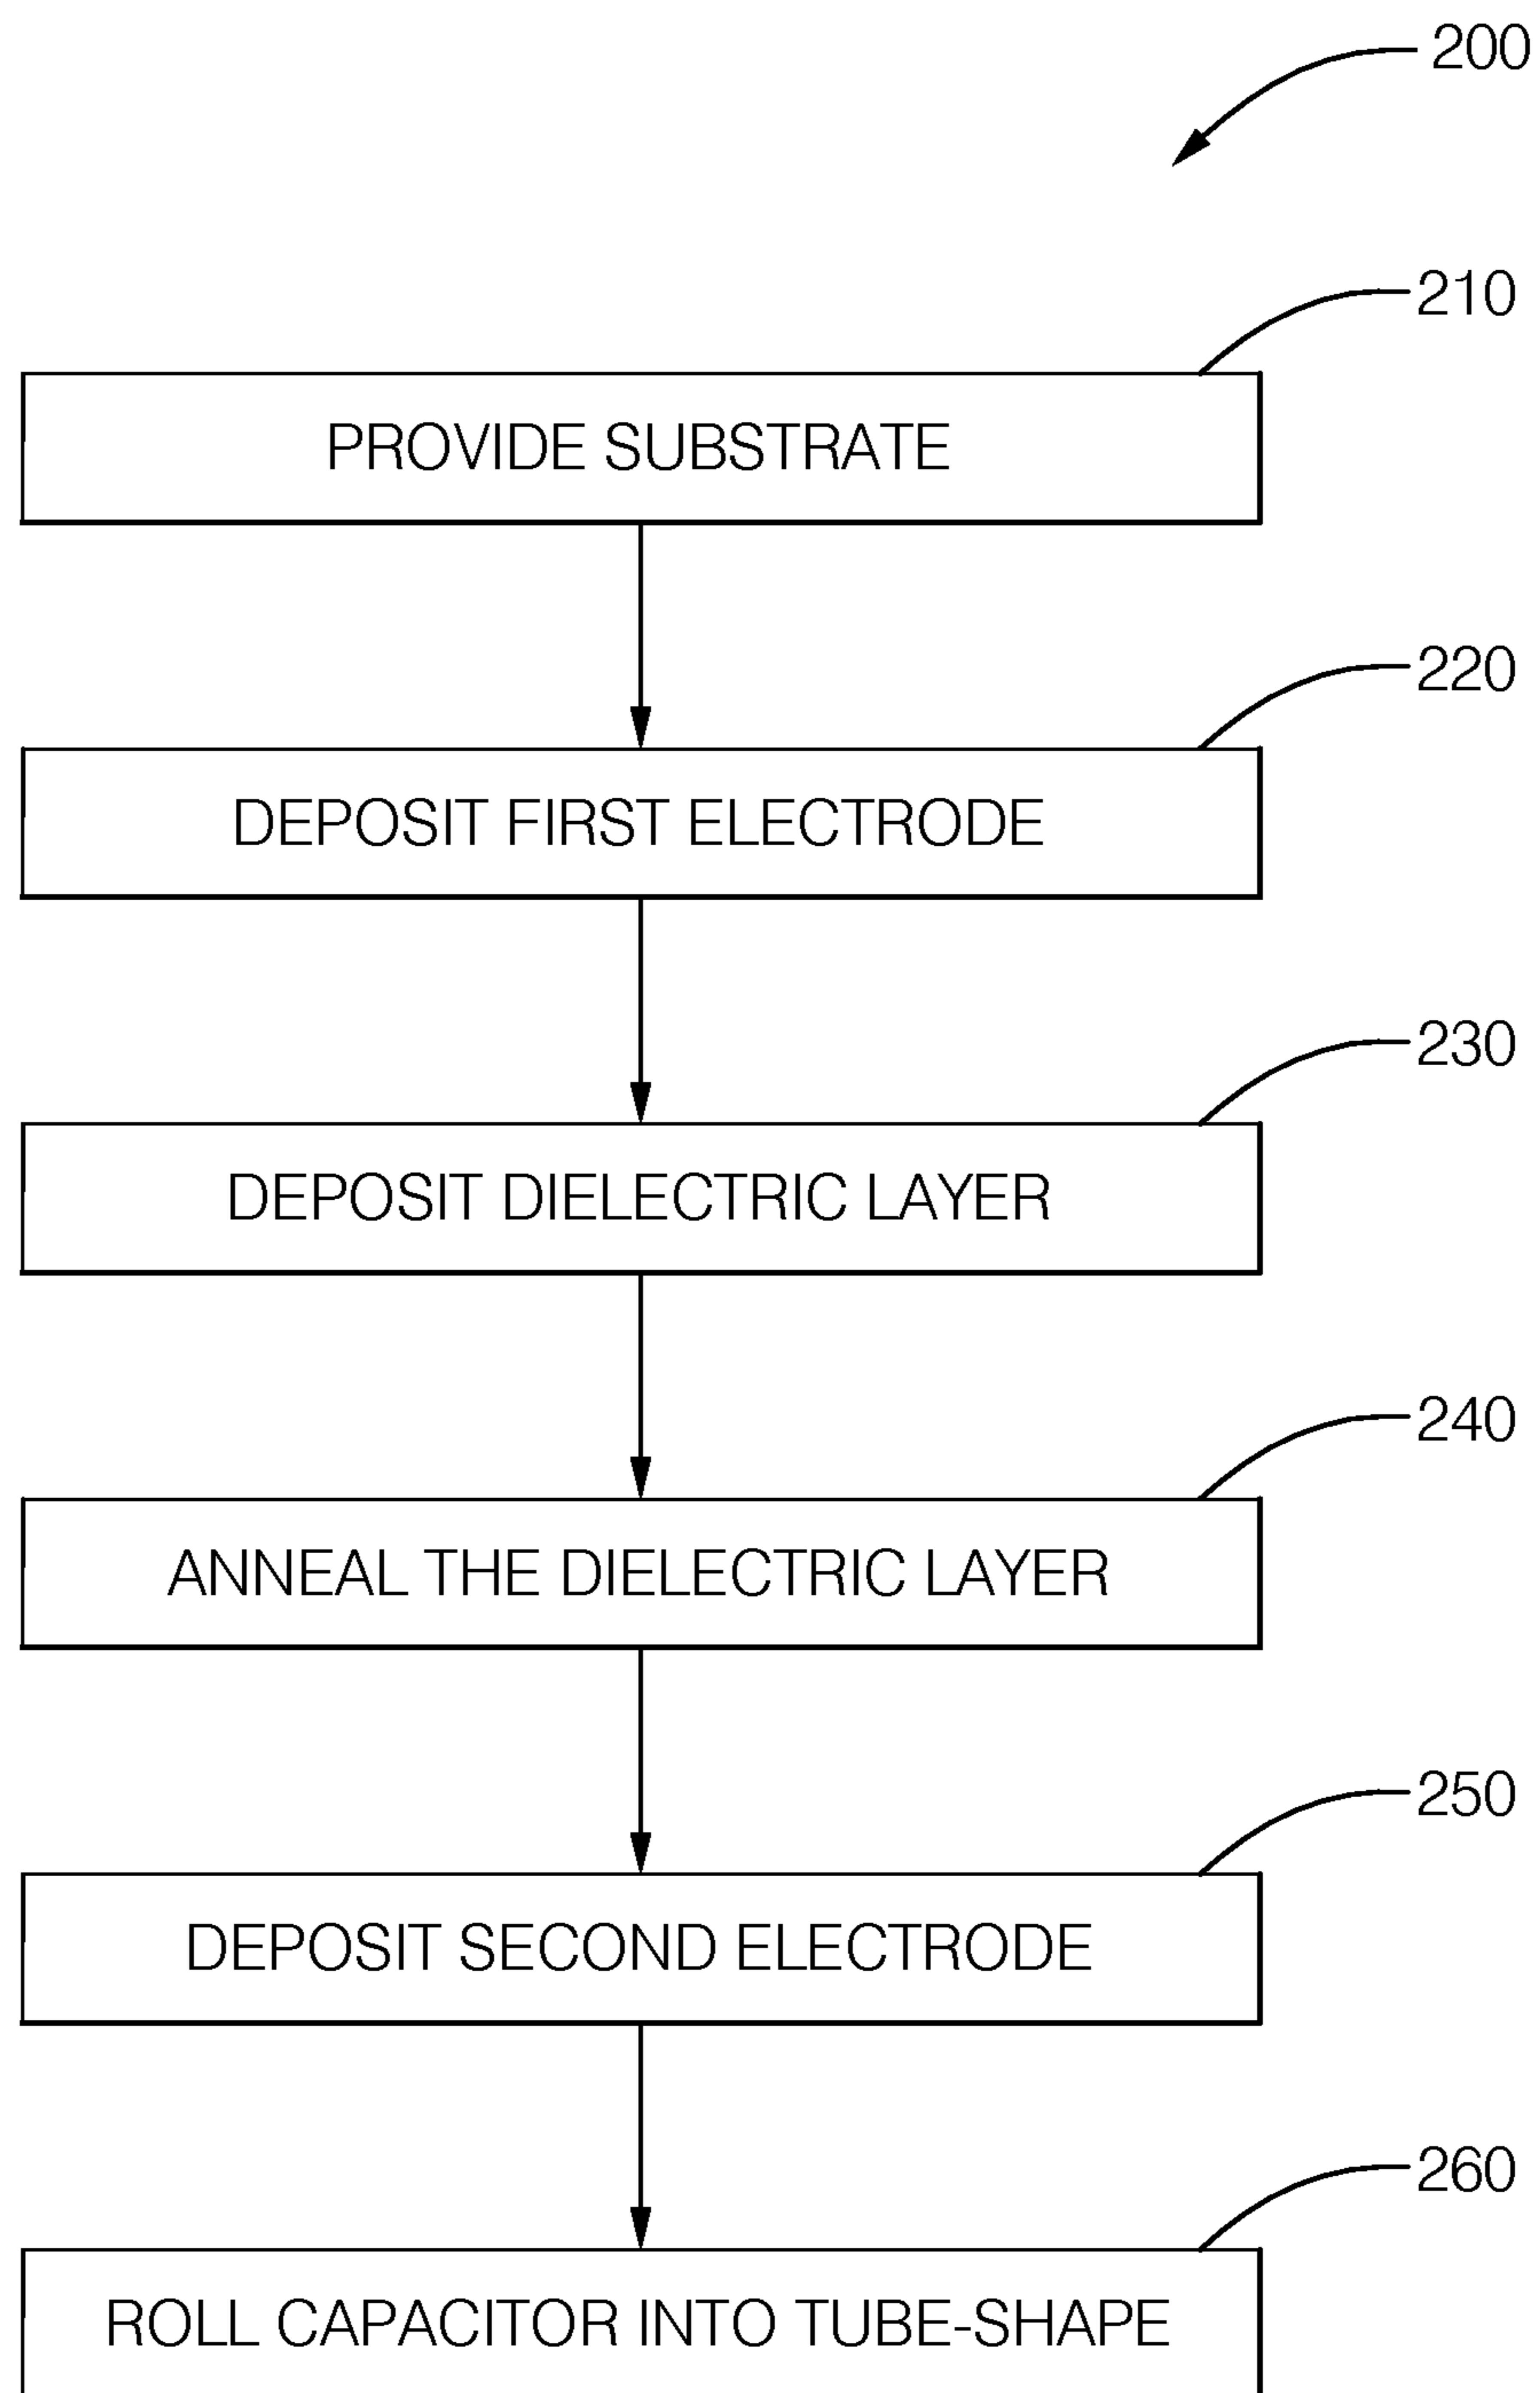 200
210
PROVIDE SUBSTRATE
220
DEPOSIT FIRST ELECTRODE
230
DEPOSIT DIELECTRIC LAYER
240
ANNEAL THE DIELECTRIC LAYER
250
DEPOSIT SECOND ELECTRODE
260
ROLL CAPACITOR INTO TUBE-SHAPE